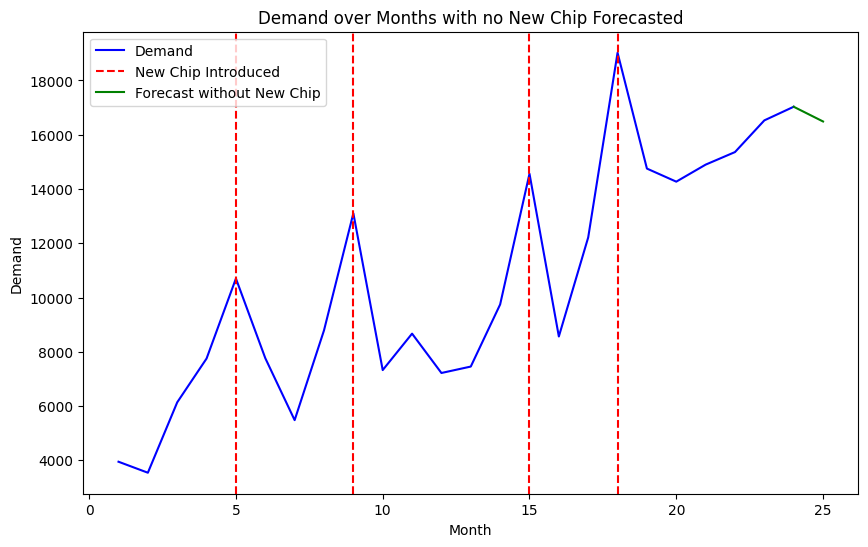 Demand over Months with no New Chip Forecasted
Demand
New Chip Introduced
Forecast without New Chip
18000
16000
14000
12000
10000
8000
6000
4000
Demand
0 5 10 15 20 25
Month